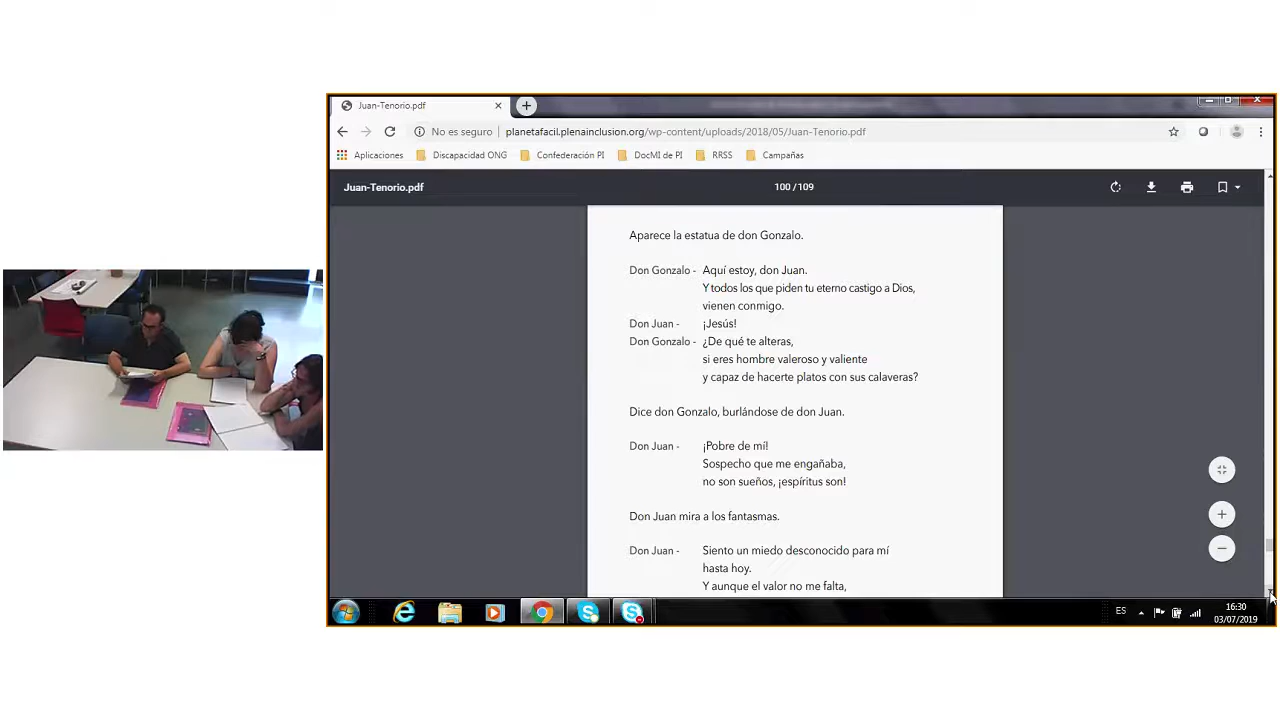 Juan-Tenorio.pdf
No es seguro planetafacil.plenainclusion.org/wp-content/uploads/2018/05/Juan-Tenorio.pdf
Aplicaciones Discapacidad ONG Confederación PI DocMI de PI RRSS Campañas
Juan-Tenorio.pdf 100 / 109
Aparece la estatua de don Gonzalo.
Don Gonzalo - Aquí estoy, don Juan.
Y todos los que piden tu eterno castigo a Dios,
vienen conmigo.
Don Juan - ¡Jesús!
Don Gonzalo - ¿De qué te alteras,
si eres hombre valeroso y valiente
y capaz de hacerte platos con sus calaveras?
Dice don Gonzalo, burlándose de don Juan.
Don Juan - ¡Pobre de mí!
Sospecho que me engañaba,
no son sueños, ¡espíritus son!
Don Juan mira a los fantasmas.
Don Juan - Siento un miedo desconocido para mí
hasta hoy.
Y aunque el valor no me falta,
ES
16:30
03/07/2019